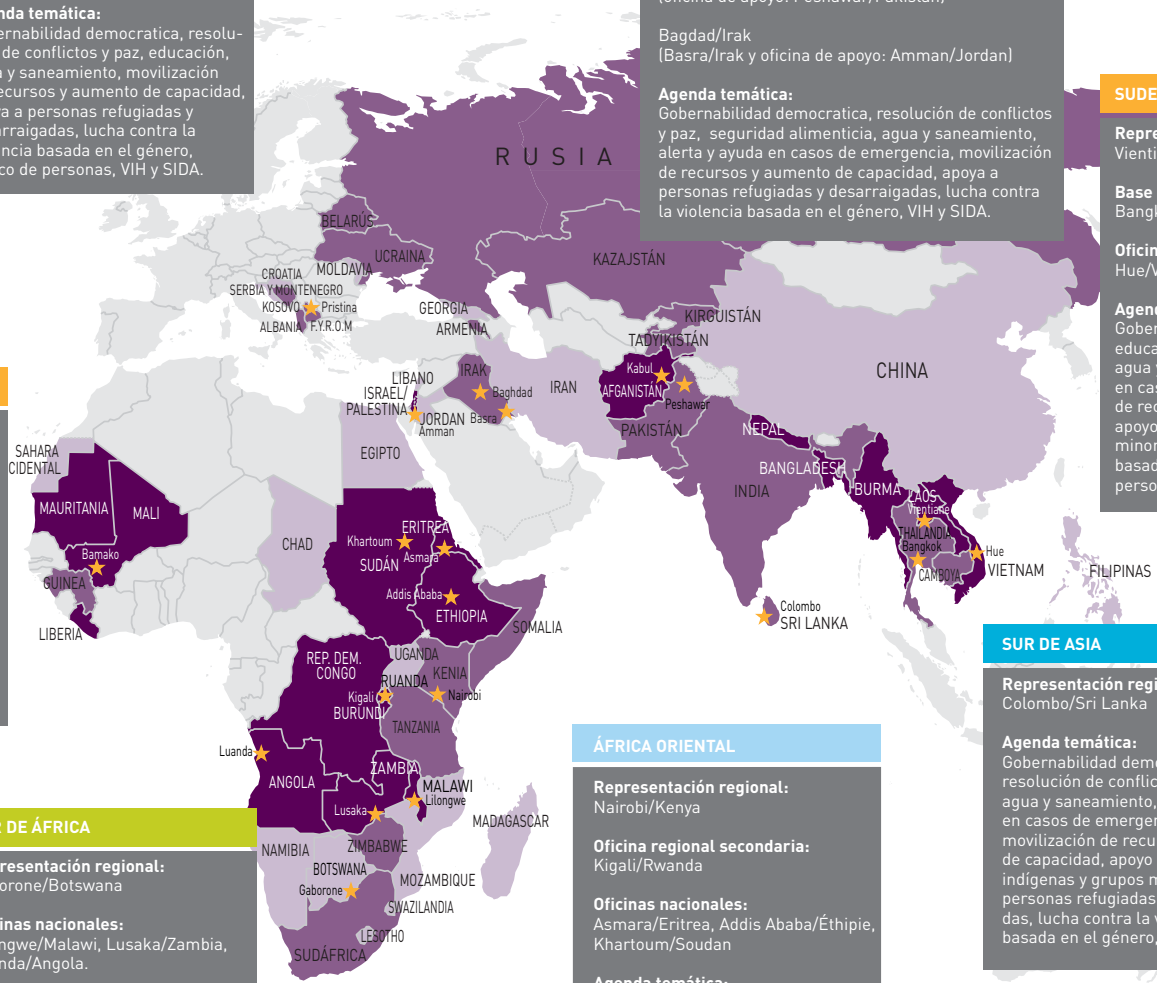 nda temática:
ernabilidad democratica, resolu-
de conflictos y paz, educación,
y saneamiento, movilización
ecursos y aumento de capacidad,
a a personas refugiadas y
arraigadas, lucha contra la
encia basada en el género,
co de personas, VIH y SIDA.
(oficina de apoyo: Peshawar/Pakistan)
Bagdad/Irak
(Basra/Irak y oficina de apoyo: Amman/Jordan)
Agenda temática:
Gobernabilidad democratica, resolución de conflictos
y paz, seguridad alimenticia, agua y saneamiento,
alerta y ayuda en casos de emergencia, movilización
de recursos y aumento de capacidad, apoya a
personas refugiadas y desarraigadas, lucha contra
la violencia basada en el género, VIH y SIDA.
SUDE
Repre
Vienti
Base
Bangk
Oficin
Hue/V
Agend
Gober
educa
agua y
en cas
de rec
apoyo
minor
basad
perso
RUSIA
BELARÚS
UCRAINA
MOLDAVIA
CROATIA
SERBIA Y MONTENEGRO
KOSOVO
Pristina
ALBANIA
F.Y.R.O.M
KAZAJSTÁN
GEORGIA
ARMENIA
KIRGUISTÁN
TADYIKISTÁN
CHINA
LIBANO
ISRAEL/
PALESTINA
JORDAN
Amman
IRAK
Baghdad
Basra
IRAN
Kabul
AFGANISTÁN
Peshawar
PAKISTÁN
NEPAL
BANGLADESH
INDIA
BURMA
LAOS
Vientiane
THAILANDIA
Bangkok
CAMBOYA
Hue
VIETNAM
FILIPINAS
Colombo
SRI LANKA
SAHARA
CIDENTAL
EGIPTO
MAURITANIA
MALI
Bamako
GUINEA
LIBERIA
CHAD
Khartoum
SUDÁN
ERITREA
Asmara
Addis Ababa
ETHIOPIA
SOMALIA
REP. DEM.
CONGO
UGANDA
RUANDA
KENIA
Kigali
Nairobi
BURUNDI
TANZANIA
Luanda
ANGOLA
ZAMBIA
MALAWI
Lilongwe
Lusaka
MADAGASCAR
NAMIBIA
ZIMBABWE
BOTSWANA
Gaborone
MOZAMBIQUE
SWAZILANDIA
LESOTHO
SUDÁFRICA
R DE ÁFRICA
presentación regional:
orone/Botswana
inas nacionales:
ngwe/Malawi, Lusaka/Zambia,
nda/Angola.
ÁFRICA ORIENTAL
Representación regional:
Nairobi/Kenya
Oficina regional secondaria:
Kigali/Rwanda
Oficinas nacionales:
Asmara/Eritrea, Addis Ababa/Éthipie,
Khartoum/Soudan
Agenda temática:
SUR DE ASIA
Representación regi
Colombo/Sri Lanka
Agenda temática:
Gobernabilidad demo
resolución de conflic
agua y saneamiento,
en casos de emergen
movilización de recu
de capacidad, apoyo
indígenas y grupos m
personas refugiadas
das, lucha contra la v
basada en el género,